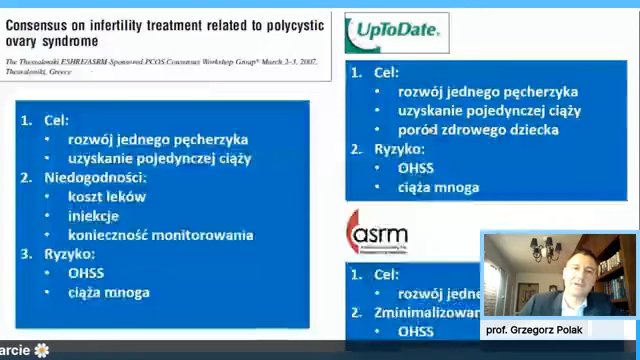 Consensus on infertility treatment related to polycystic
ovary syndrome
The Thessaloniki ESHRE/ASRM-Sponsored PCOS Consensus Workshop Group* March 2–3, 2007,
Thessaloniki, Greece
1. Cel:
• rozwój jednego pęcherzyka
• uzyskanie pojedynczej ciąży
2. Niedogodności:
• koszt leków
• iniekcje
• konieczność monitorowania
3. Ryzyko:
• OHSS
• ciąża mnoga
UpToDate®
1. Cel:
• rozwój jednego pęcherzyka
• uzyskanie pojedynczej ciąży
• poród zdrowego dziecka
2. Ryzyko:
• OHSS
• ciąża mnoga
asrm
1. Cel:
• rozwój jedne
2. Zminimalizowan
• OHSS
prof. Grzegorz Polak
arcie